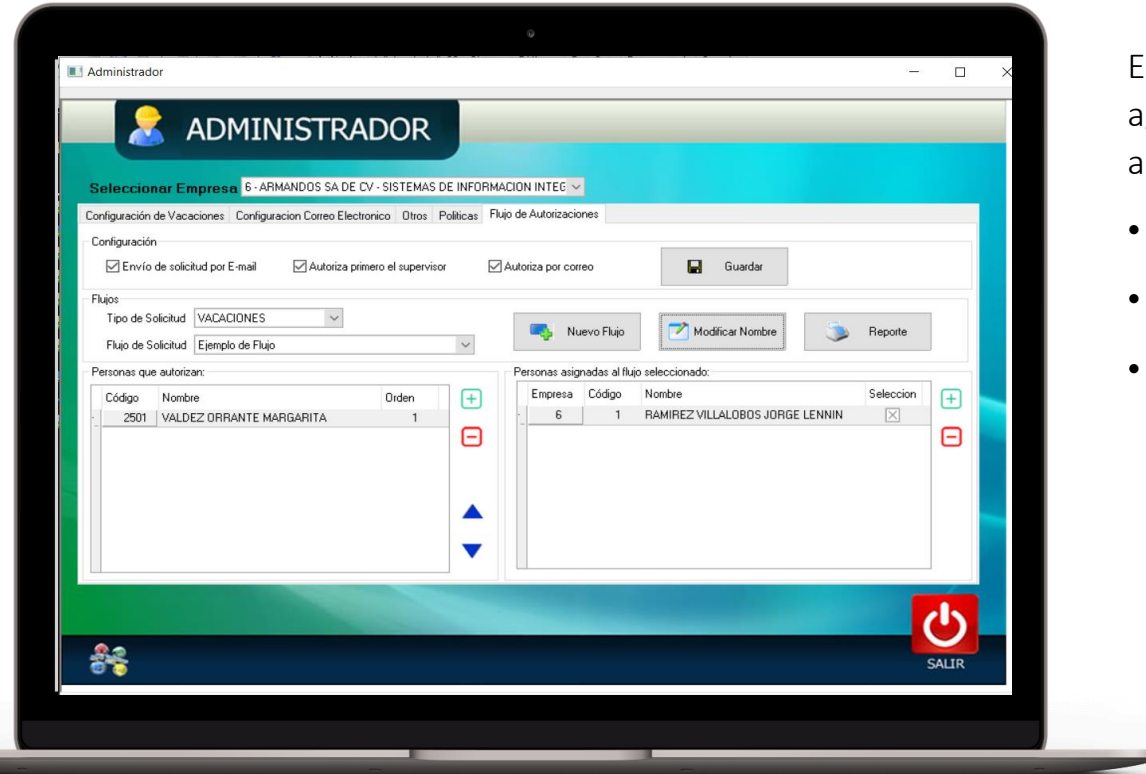 Administrador
ADMINISTRADOR
Seleccionar Empresa 6 - ARMANDOS SA DE CV - SISTEMAS DE INFORMACION INTEG
Configuración de Vacaciones Configuracion Correo Electronico Otros Politicas Flujo de Autorizaciones
Configuración
Envío de solicitud por E-mail Autoriza primero el supervisor Autoriza por correo Guardar
Flujos
Tipo de Solicitud VACACIONES
Nuevo Flujo Modificar Nombre Reporte
Flujo de Solicitud Ejemplo de Flujo
Personas que autorizan:
Código Nombre Orden
2501 VALDEZ ORRANTE MARGARITA 1
Personas asignadas al flujo seleccionado:
Empresa Código Nombre Seleccion
6 1 RAMIREZ VILLALOBOS JORGE LENNIN
SALIR
E
a
a
•
•
•